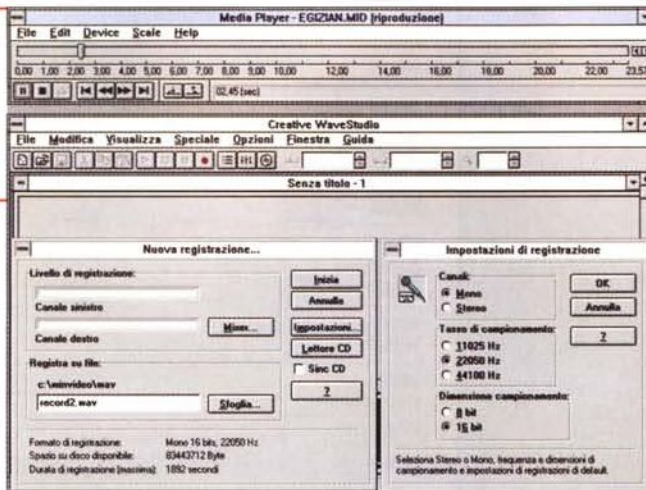 Media Player - EGIZIAN.MID (riproduzione)
File Edit Device Scale Help
0,00 1,00 2,00 3,00 4,00 5,00 6,00 7,00 8,00 9,00 10,00 12,00 14,00 16,00 18,00 20,00 22,00 23,57
02,45 (sec)
Creative WaveStudio
File Modifica Visualizza Speciale Opzioni Finestra Guida
Senza titolo - 1
Nuova registrazione...
Livello di registrazione:
Canale sinistro
Canale destro
Mixer...
Registra su file:
c:\winvideo\wav
record2.wav
Sfoglia...
Inizia
Annulla
Impostazioni...
Lettore CD
Sinc CD
?
Formato di registrazione: Mono 16 bits, 22050 Hz
Spazio su disco disponibile: 83443712 Byte
Durata di registrazione (massima): 1892 secondi
Impostazioni di registrazione
Canali:
Mono
Stereo
Tasso di campionamento:
11025 Hz
22050 Hz
44100 Hz
Dimensione campionamento:
8 bit
16 bit
OK
Annulla
?
Seleziona Stereo o Mono, frequenza e dimensioni di
campionamento e impostazioni di registrazioni di default.